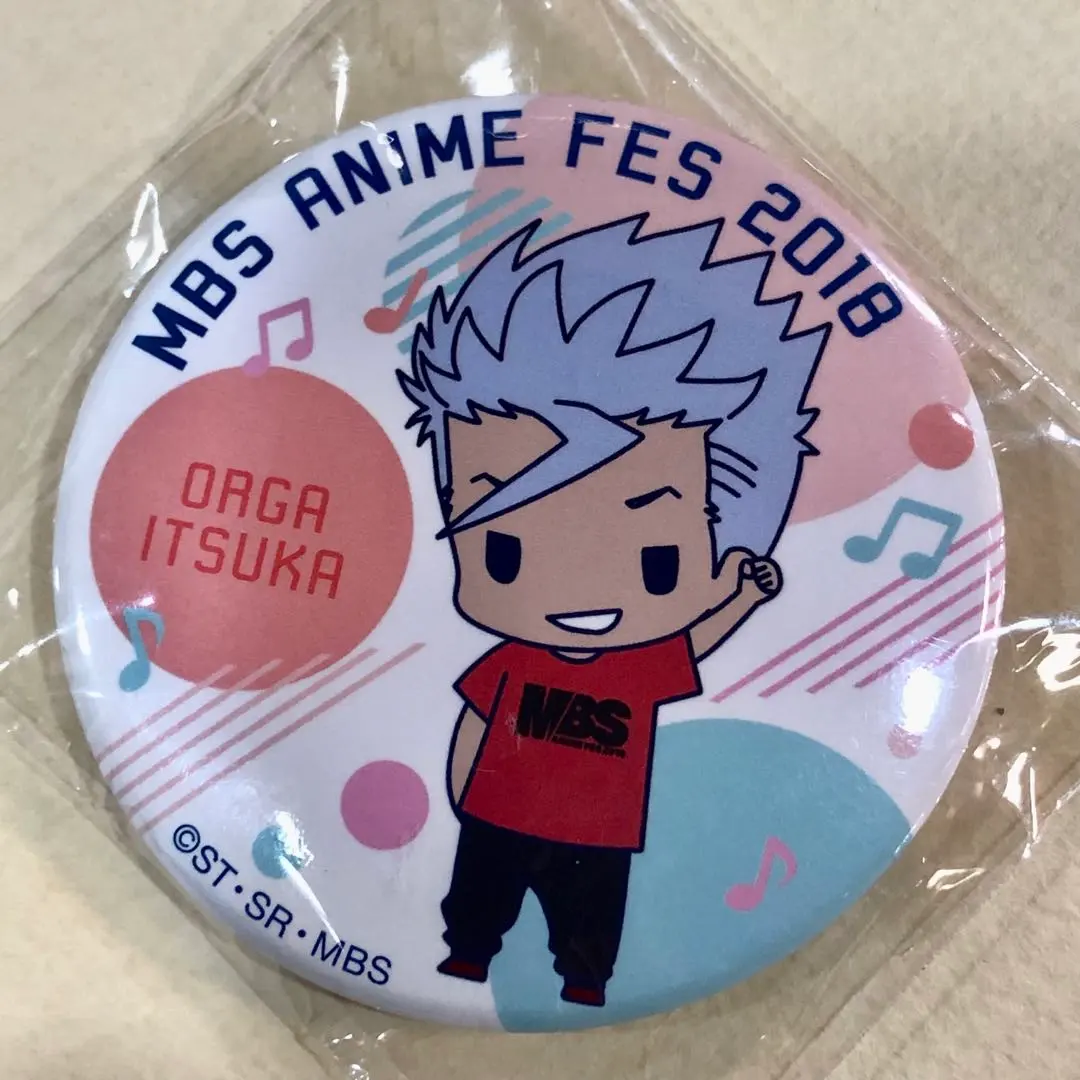 MBS ANIME FES 2018
ORGA
ITSUKA
MBS
©ST・SR・MBS